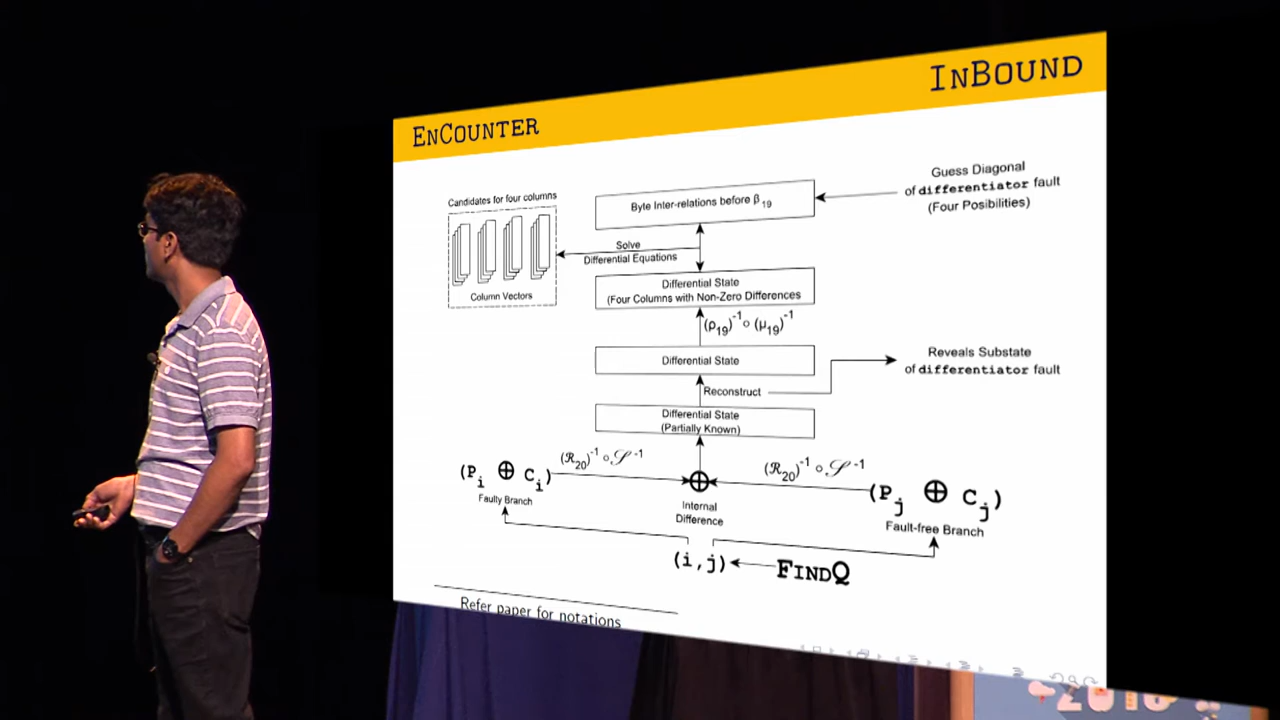 ENCOUNTER
INBOUND
Guess Diagonal
of differentiator fault
(Four Posibilities)
Candidates for four columns
Byte Inter-relations before β19
Solve
Differential Equations
Column Vectors
Differential State
(Four Columns with Non-Zero Differences
(ρ19)-1 ∘ (μ19)-1
Differential State
Reveals Substate
of differentiator fault
Reconstruct
Differential State
(Partially Known)
(Pi ⊕ Ci)
(ℛ20)-1 ∘ 𝒮-1
(ℛ20)-1 ∘ 𝒮-1
(Pj ⊕ Cj)
Faulty Branch
Internal
Difference
Fault-free Branch
(i,j)
FINDQ
Refer paper for notations
2016